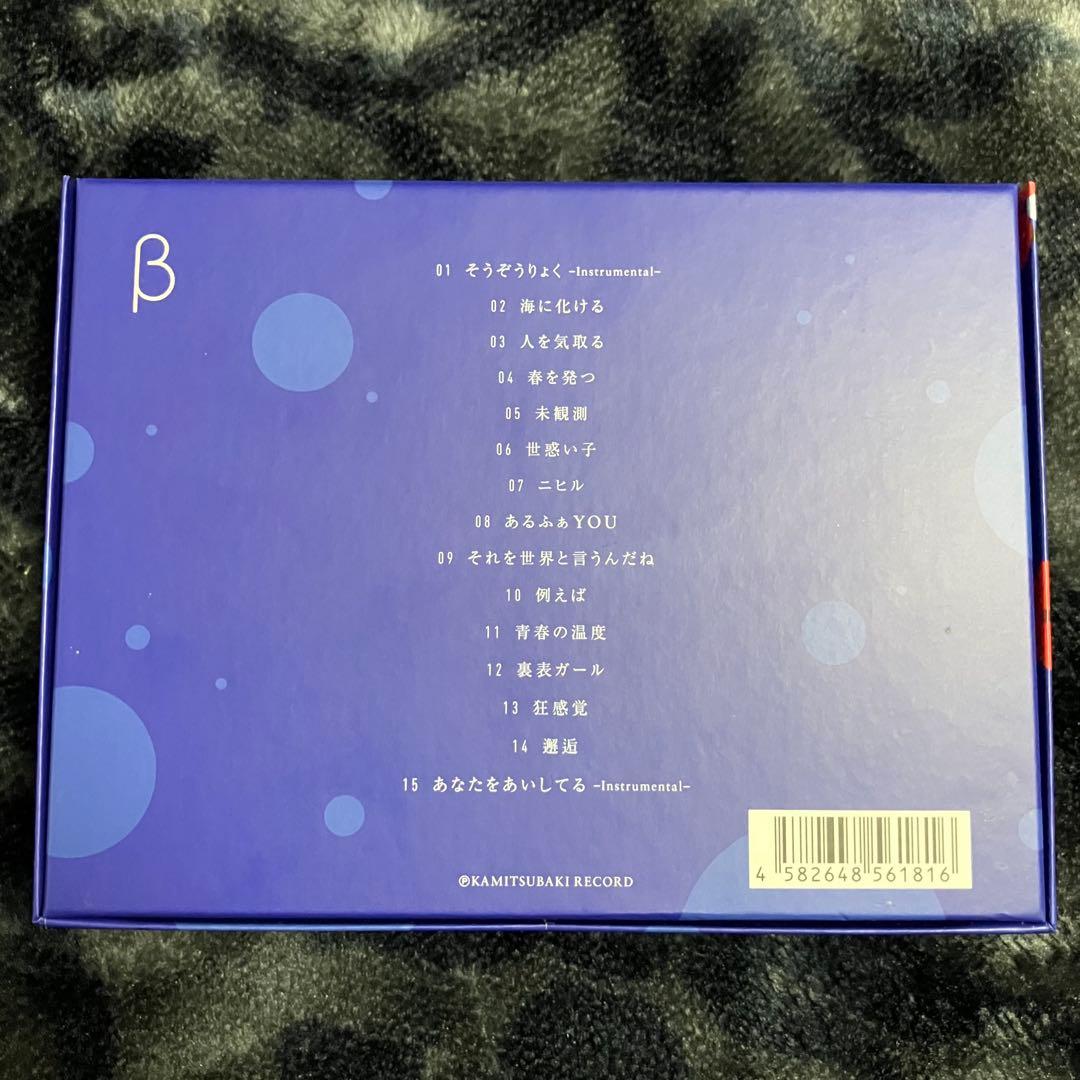 β
01 そうぞうりょく -Instrumental-
02 海に化ける
03 人を気取る
04 春を発つ
05 未観測
06 世惑い子
07 ニヒル
08 あるふぁYOU
09 それを世界と言うんだね
10 例えば
11 青春の温度
12 裏表ガール
13 狂感覚
14 邂逅
15 あなたをあいしてる -Instrumental-
℗KAMITSUBAKI RECORD
4 582648 561816